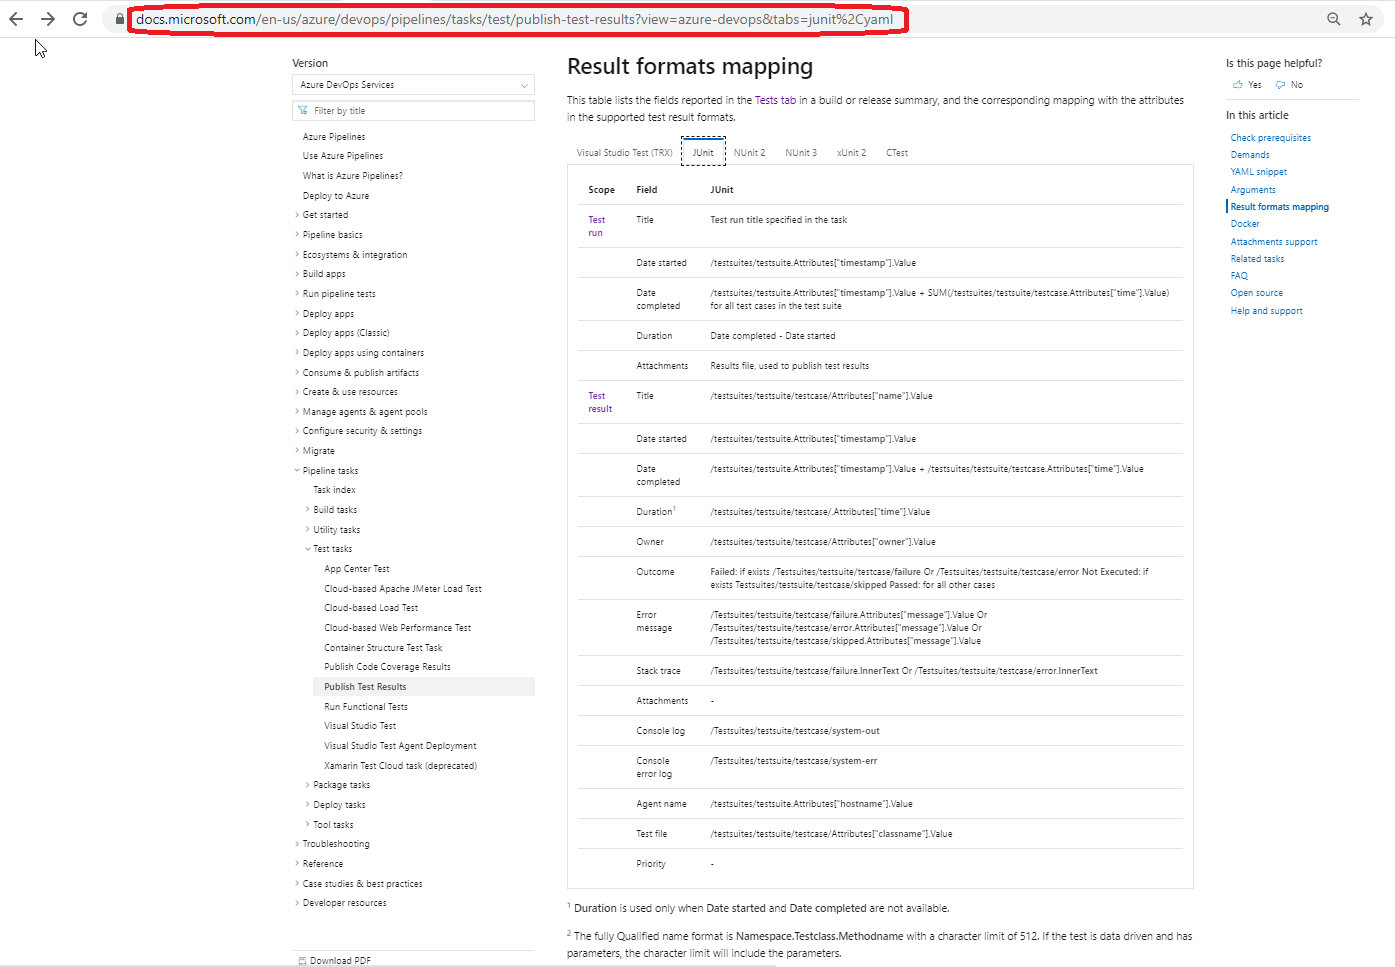 docs.microsoft.com/en-us/azure/devops/pipelines/tasks/test/publish-test-results?view=azure-devops&tabs=junit%2Cyaml
Version
Azure DevOps Services
Filter by title
Azure Pipelines
Use Azure Pipelines
What is Azure Pipelines?
Deploy to Azure
Get started
Pipeline basics
Ecosystems & integration
Build apps
Run pipeline tests
Deploy apps
Deploy apps (Classic)
Deploy apps using containers
Consume & publish artifacts
Create & use resources
Manage agents & agent pools
Configure security & settings
Migrate
Pipeline tasks
Task index
Build tasks
Utility tasks
Test tasks
App Center Test
Cloud-based Apache JMeter Load Test
Cloud-based Load Test
Cloud-based Web Performance Test
Container Structure Test Task
Publish Code Coverage Results
Publish Test Results
Run Functional Tests
Visual Studio Test
Visual Studio Test Agent Deployment
Xamarin Test Cloud task (deprecated)
Package tasks
Deploy tasks
Tool tasks
Troubleshooting
Reference
Case studies & best practices
Developer resources
Download PDF
Result formats mapping
This table lists the fields reported in the Tests tab in a build or release summary, and the corresponding mapping with the attributes
in the supported test result formats.
Visual Studio Test (TRX) JUnit NUnit 2 NUnit 3 xUnit 2 CTest
Scope Field JUnit
Test Title Test run title specified in the task
run
Date started /testsuites/testsuite.Attributes["timestamp"].Value
Date /testsuites/testsuite.Attributes["timestamp"].Value + SUM(/testsuites/testsuite/testcase.Attributes["time"].Value)
completed for all test cases in the test suite
Duration Date completed - Date started
Attachments Results file, used to publish test results
Test Title /testsuites/testsuite/testcase/Attributes["name"].Value
result
Date started /testsuites/testsuite.Attributes["timestamp"].Value
Date /testsuites/testsuite.Attributes["timestamp"].Value + /testsuites/testsuite/testcase.Attributes["time"].Value
completed
Duration1 /testsuites/testsuite/testcase/.Attributes["time"].Value
Owner /testsuites/testsuite/testcase/Attributes["owner"].Value
Outcome Failed: if exists /Testsuites/testsuite/testcase/failure Or /Testsuites/testsuite/testcase/error Not Executed: if
exists Testsuites/testsuite/testcase/skipped Passed: for all other cases
Error /Testsuites/testsuite/testcase/failure.Attributes["message"].Value Or
message /Testsuites/testsuite/testcase/error.Attributes["message"].Value Or
/Testsuites/testsuite/testcase/skipped.Attributes["message"].Value
Stack trace /Testsuites/testsuite/testcase/failure.InnerText Or /Testsuites/testsuite/testcase/error.InnerText
Attachments -
Console log /Testsuites/testsuite/testcase/system-out
Console /Testsuites/testsuite/testcase/system-err
error log
Agent name /testsuites/testsuite.Attributes["hostname"].Value
Test file /testsuites/testsuite/testcase/Attributes["classname"].Value
Priority -
1 Duration is used only when Date started and Date completed are not available.
2 The fully Qualified name format is Namespace.Testclass.Methodname with a character limit of 512. If the test is data driven and has
parameters, the character limit will include the parameters.
Is this page helpful?
Yes No
In this article
Check prerequisites
Demands
YAML snippet
Arguments
Result formats mapping
Docker
Attachments support
Related tasks
FAQ
Open source
Help and support